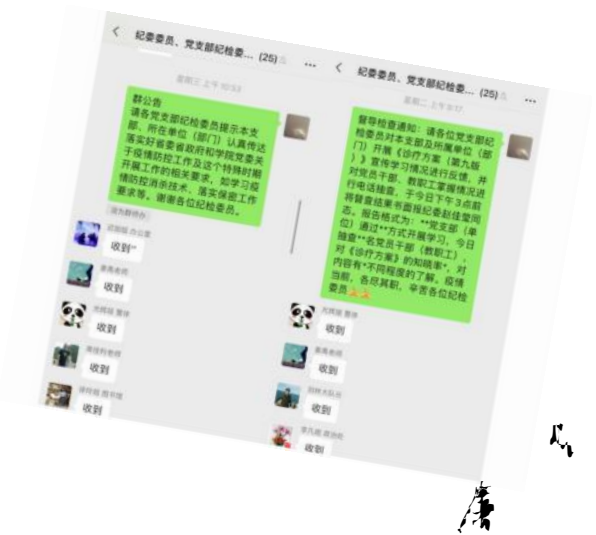 纪委委员、党支部纪检委... (25)
星期三 上午 10:53
群公告
请各党支部纪检委员提示本支
部、所在单位（部门）认真传达
落实好省委省政府和学院党委关
于疫情防控工作及这个特殊时期
开展工作的相关要求，如学习疫
情防控消杀技术、落实保密工作
要求等。谢谢各位纪检委员。
收到
收到
收到
收到
收到
纪委委员、党支部纪检委... (25)
星期二 上午 9:17
督导检查通知：请各位党支部纪
检委员对本支部及所属单位（部
门）开展《诊疗方案（第九版
）》宣传学习情况进行反馈，并
对党员干部、教职工掌握情况进
行电话抽查，于今日下午3点前
将督查结果书面报纪委赵佳莹同
志。报告格式为：**党支部（单
位）通过**方式开展学习，今日
抽查**名党员干部（教职工），
对《诊疗方案》的知晓率*，对
内容有*不同程度的了解。疫情
当前，各尽其职，辛苦各位纪检
委员
收到
收到
收到
收到